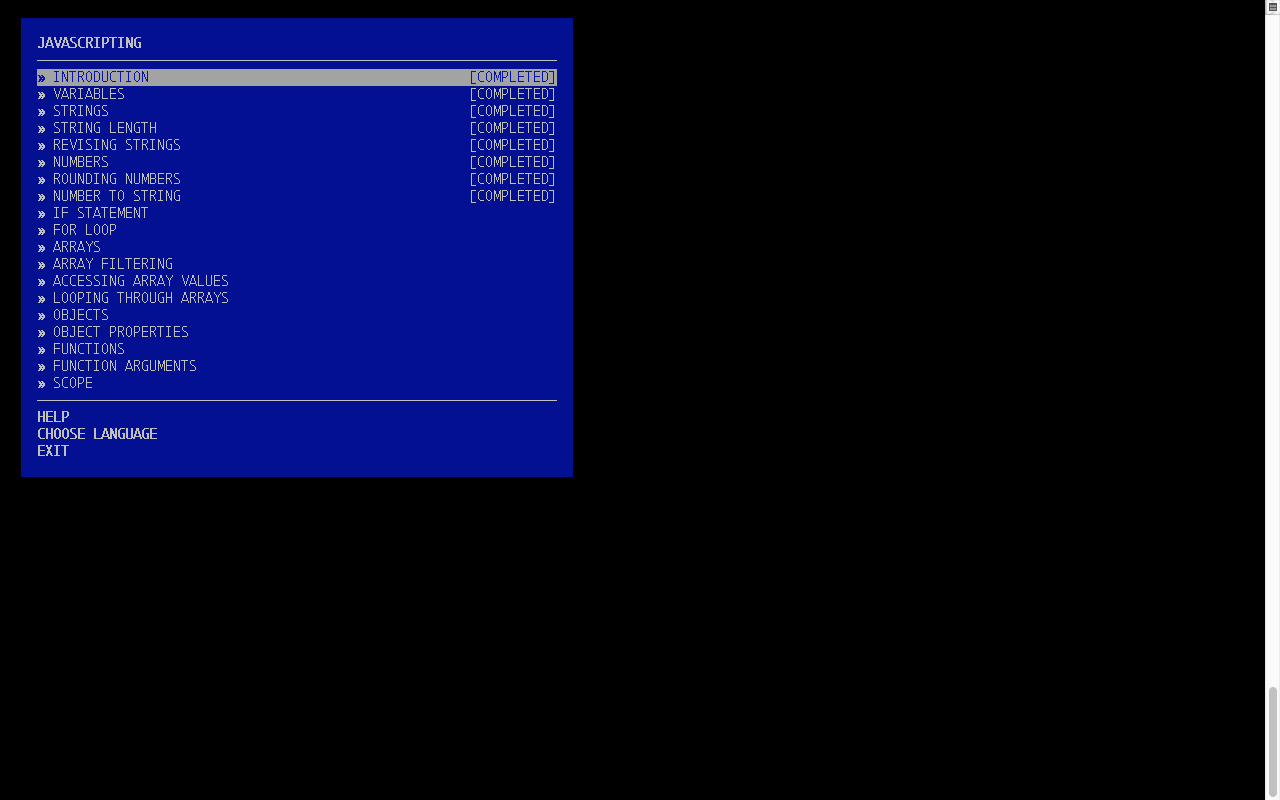 JAVASCRIPTING
» INTRODUCTION [COMPLETED]
» VARIABLES [COMPLETED]
» STRINGS [COMPLETED]
» STRING LENGTH [COMPLETED]
» REVISING STRINGS [COMPLETED]
» NUMBERS [COMPLETED]
» ROUNDING NUMBERS [COMPLETED]
» NUMBER TO STRING [COMPLETED]
» IF STATEMENT
» FOR LOOP
» ARRAYS
» ARRAY FILTERING
» ACCESSING ARRAY VALUES
» LOOPING THROUGH ARRAYS
» OBJECTS
» OBJECT PROPERTIES
» FUNCTIONS
» FUNCTION ARGUMENTS
» SCOPE
HELP
CHOOSE LANGUAGE
EXIT